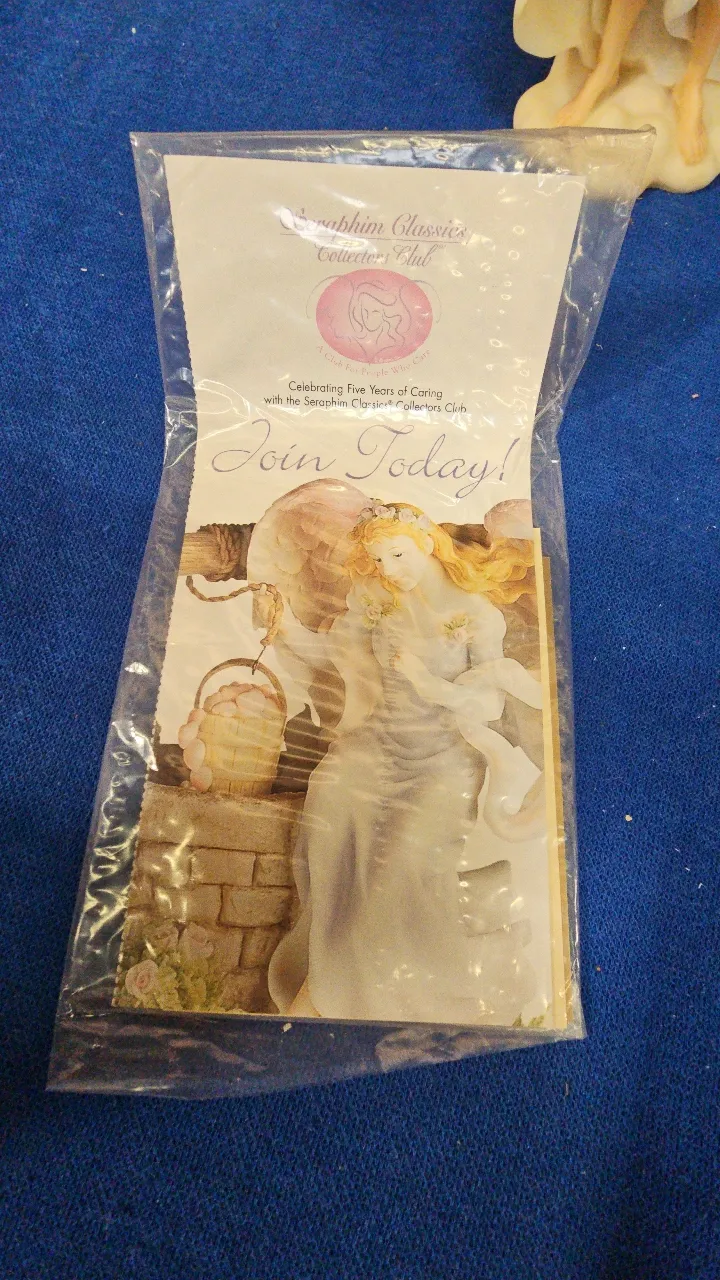 Seraphim Classics
Collectors Club
A Club For People Who Care
Celebrating Five Years of Caring
with the Seraphim Classics® Collectors Club
Join Today!